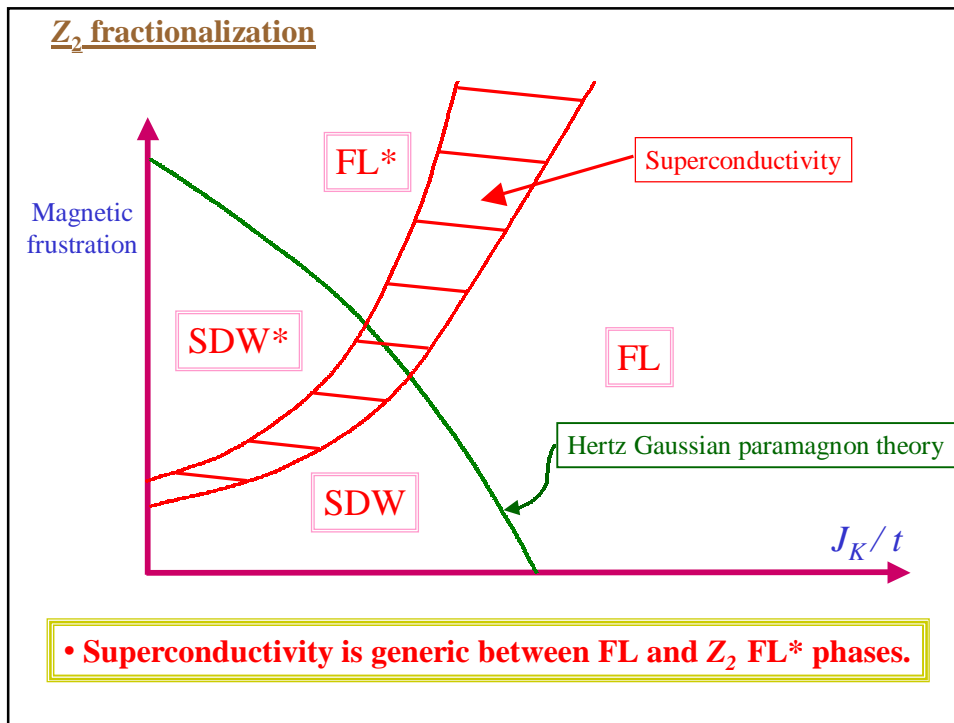 Z₂ fractionalization
FL*
Superconductivity
Magnetic
frustration
SDW*
FL
Hertz Gaussian paramagnon theory
SDW
J_K / t
• Superconductivity is generic between FL and Z₂ FL* phases.